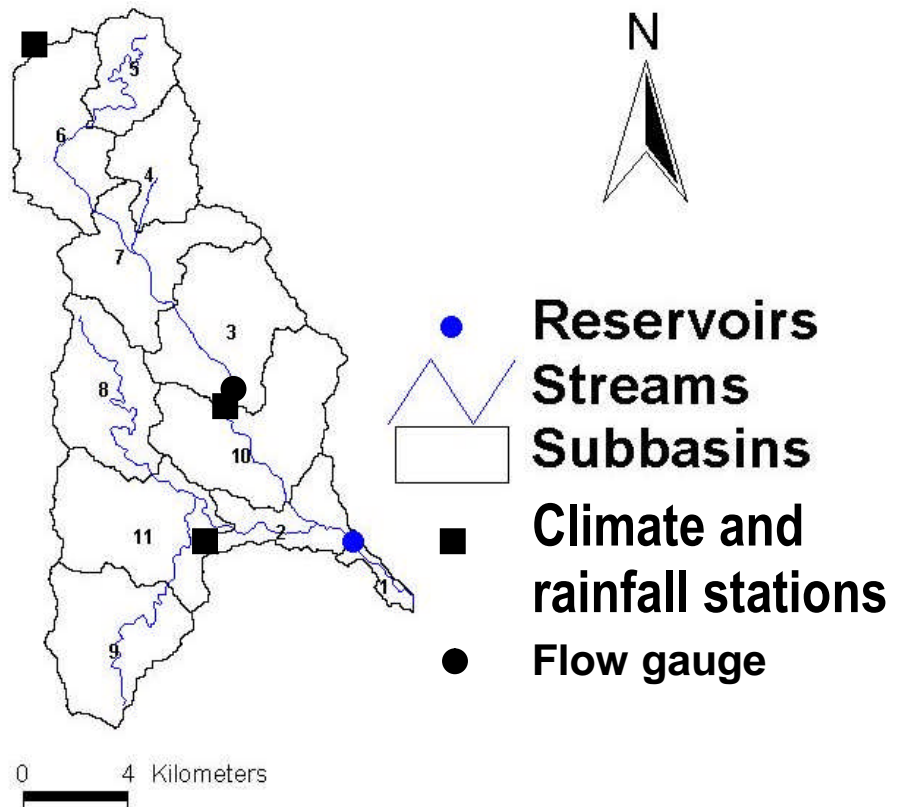 N
5
6
4
7
3
8
10
11
2
1
9
Reservoirs
Streams
Subbasins
Climate and
rainfall stations
Flow gauge
0 4 Kilometers